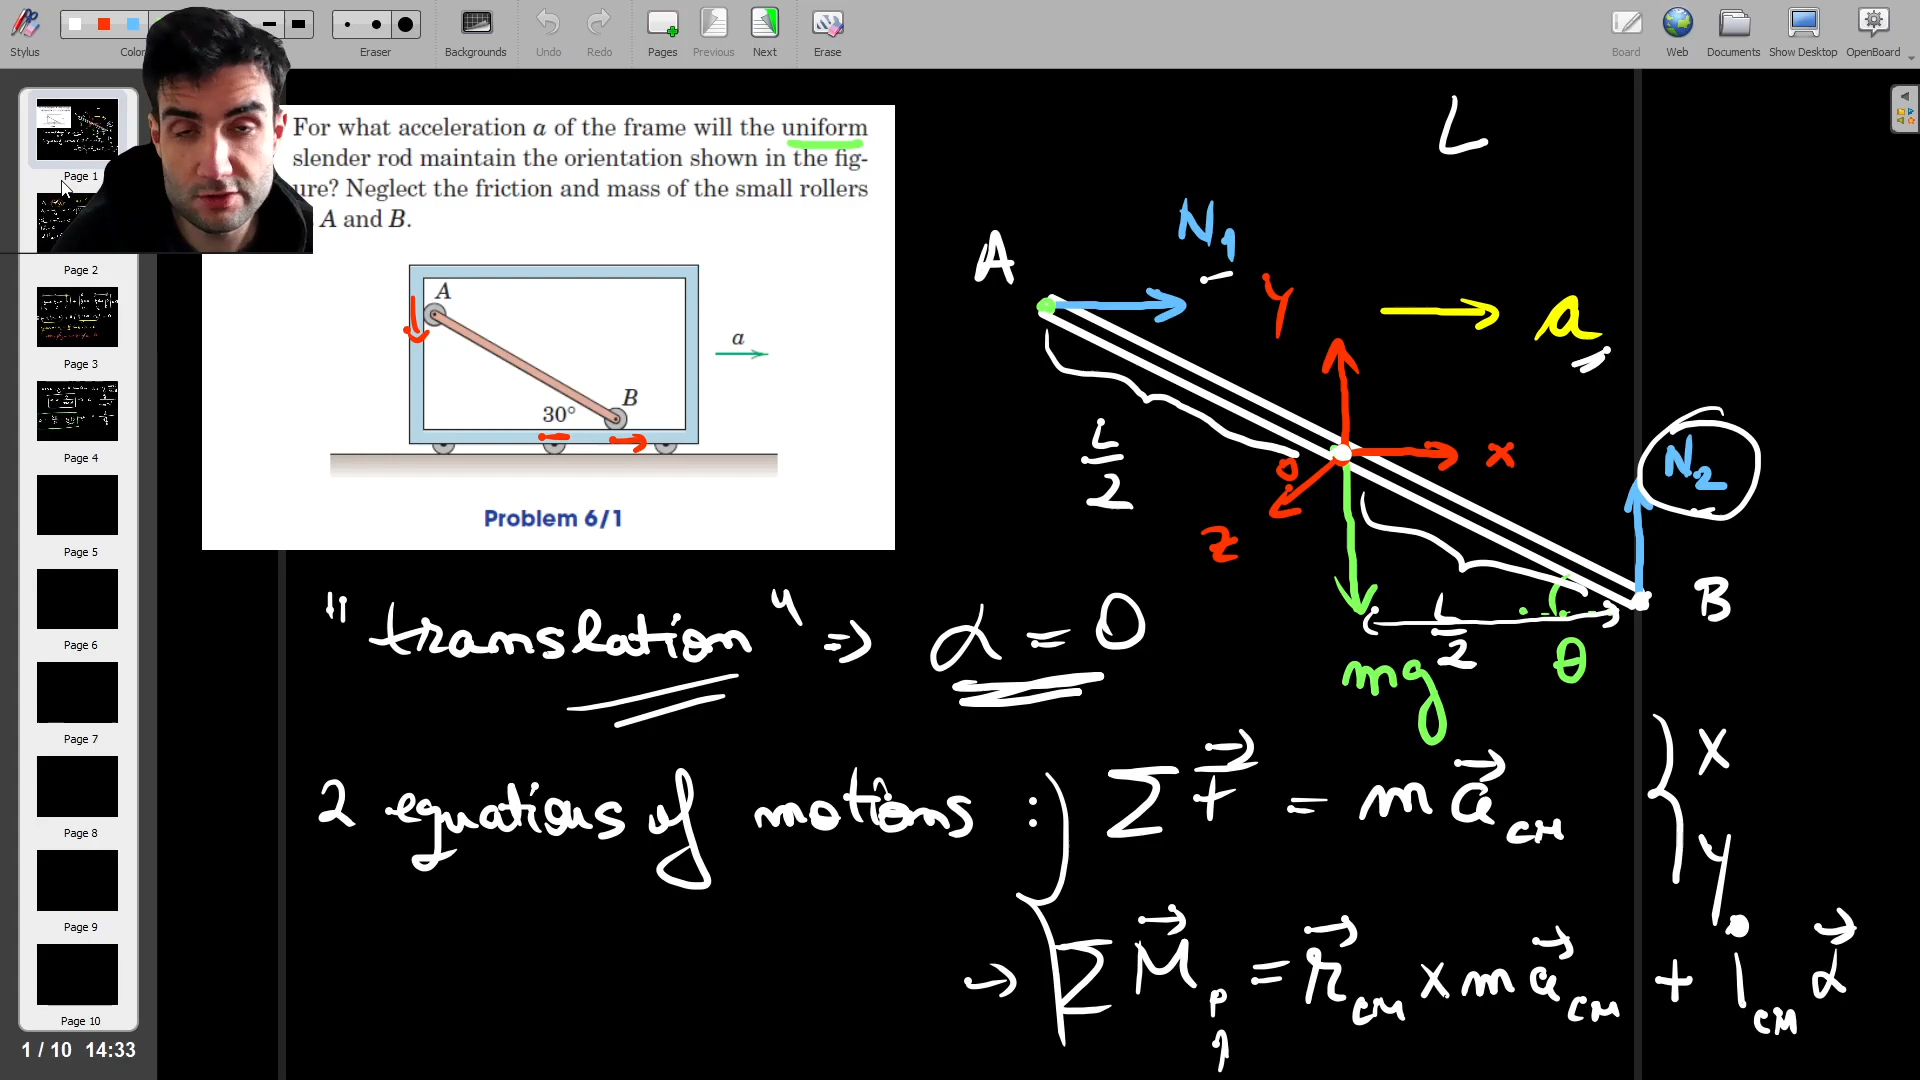 Stylus
Color
Eraser
Backgrounds
Undo
Redo
Pages
Previous
Next
Erase
Board
Web
Documents
Show Desktop
OpenBoard
Page 1
Page 2
Page 3
Page 4
Page 5
Page 6
Page 7
Page 8
Page 9
Page 10
1 / 10 14:33
For what acceleration a of the frame will the uniform
slender rod maintain the orientation shown in the fig-
ure? Neglect the friction and mass of the small rollers
A and B.
A
a
B
30°
Problem 6/1
L
A
N₁
y
a
L/2
O
x
z
N₂
B
L/2
θ
mg
"translation" => α = 0
2 equations of motions :
ΣF = m a_CM
{ x
y
→ ΣM_P = r_CM × m a_CM + I_CM α